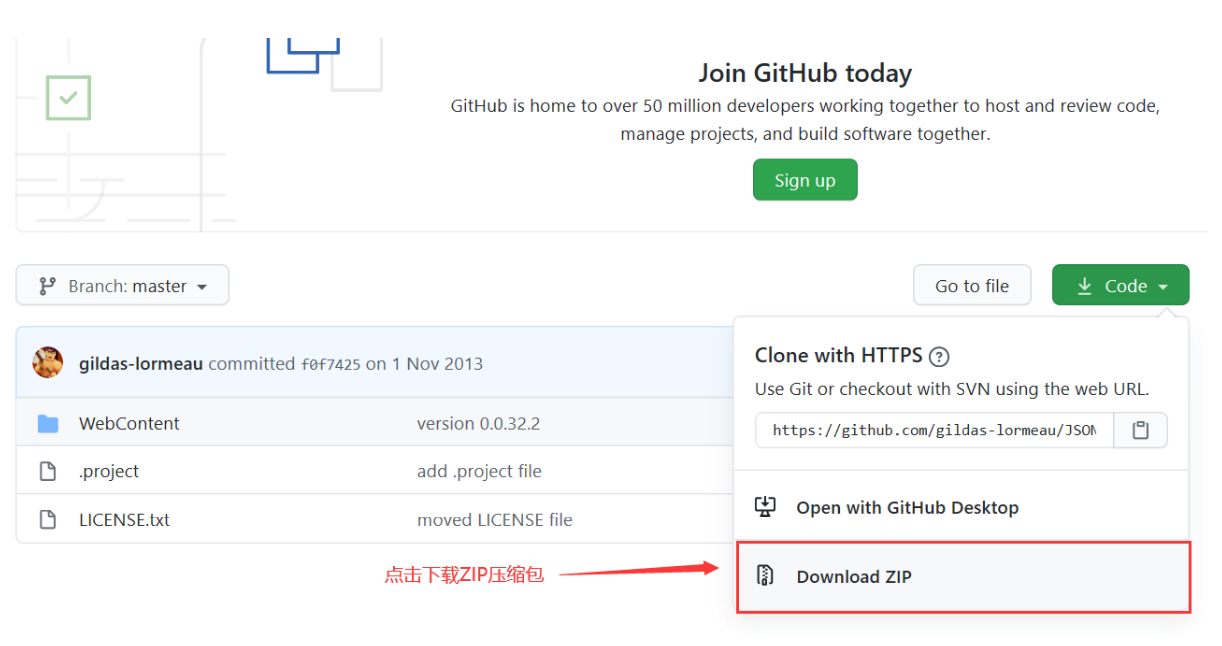 Join GitHub today
GitHub is home to over 50 million developers working together to host and review code,
manage projects, and build software together.
Sign up
Branch: master
Go to file
Code
gildas-lormeau committed f0f7425 on 1 Nov 2013
WebContent version 0.0.32.2
.project add .project file
LICENSE.txt moved LICENSE file
Clone with HTTPS ?
Use Git or checkout with SVN using the web URL.
https://github.com/gildas-lormeau/JSON
Open with GitHub Desktop
点击下载ZIP压缩包
Download ZIP